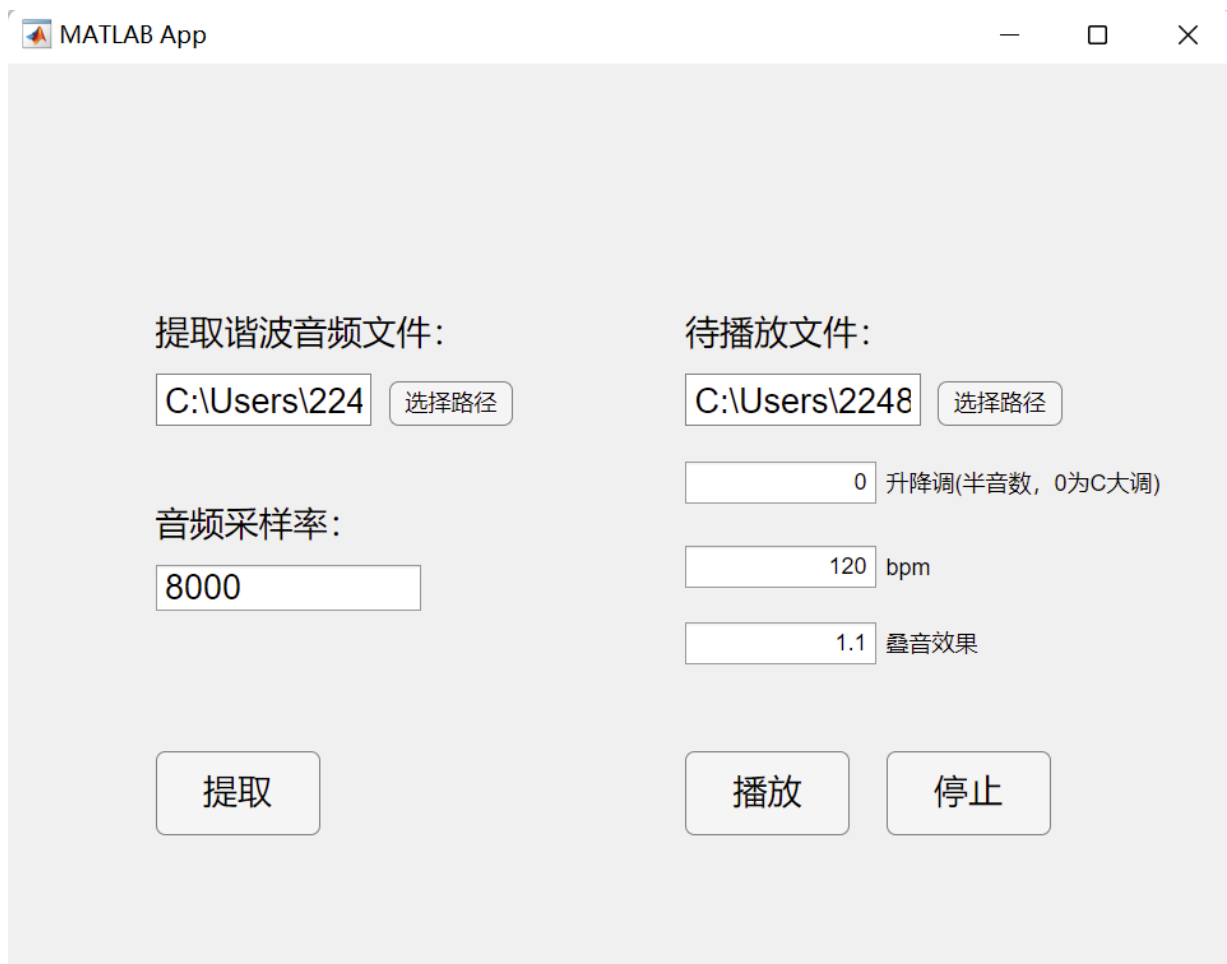 MATLAB App
提取谐波音频文件：
C:\Users\224
选择路径
音频采样率：
8000
提取
待播放文件：
C:\Users\2248
选择路径
0 升降调(半音数，0为C大调)
120 bpm
1.1 叠音效果
播放 停止